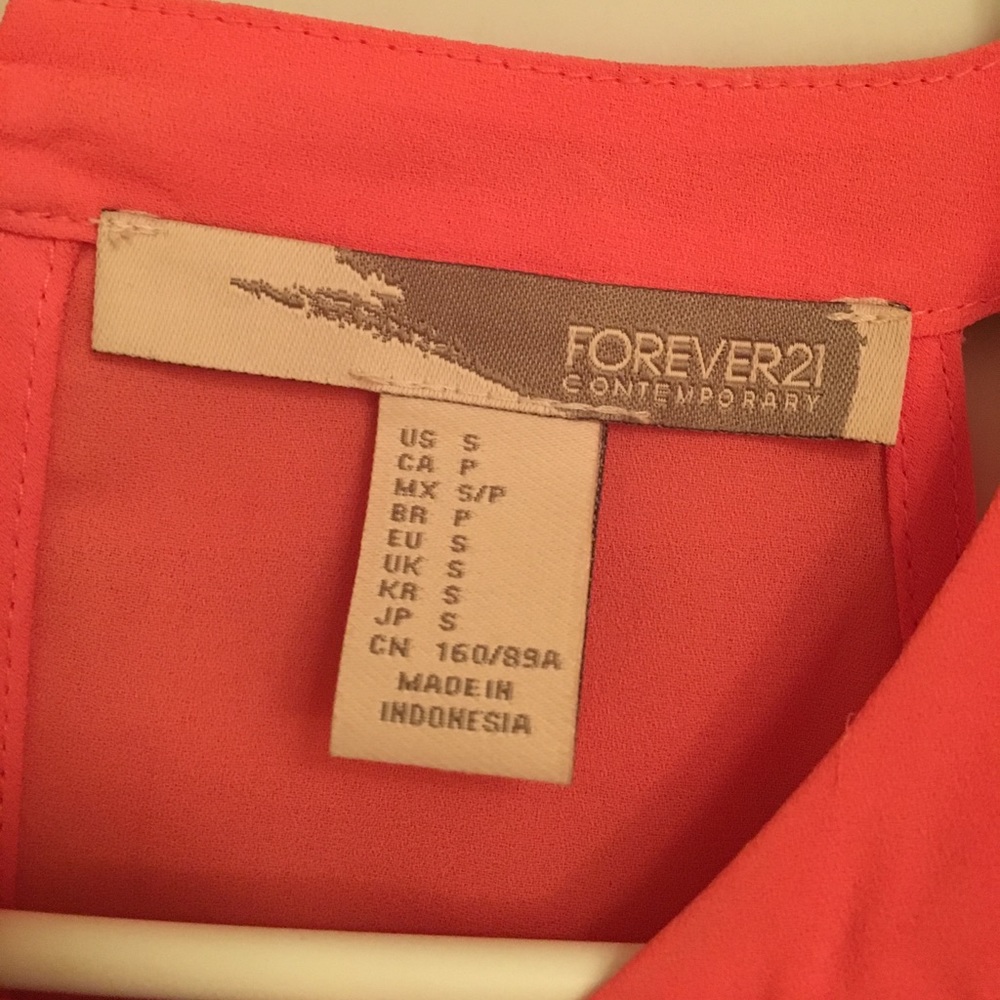 FOREVER21
CONTEMPORARY
US S
CA P
MX S/P
BR P
EU S
UK S
KR S
JP S
CN 160/89A
MADE IN
INDONESIA